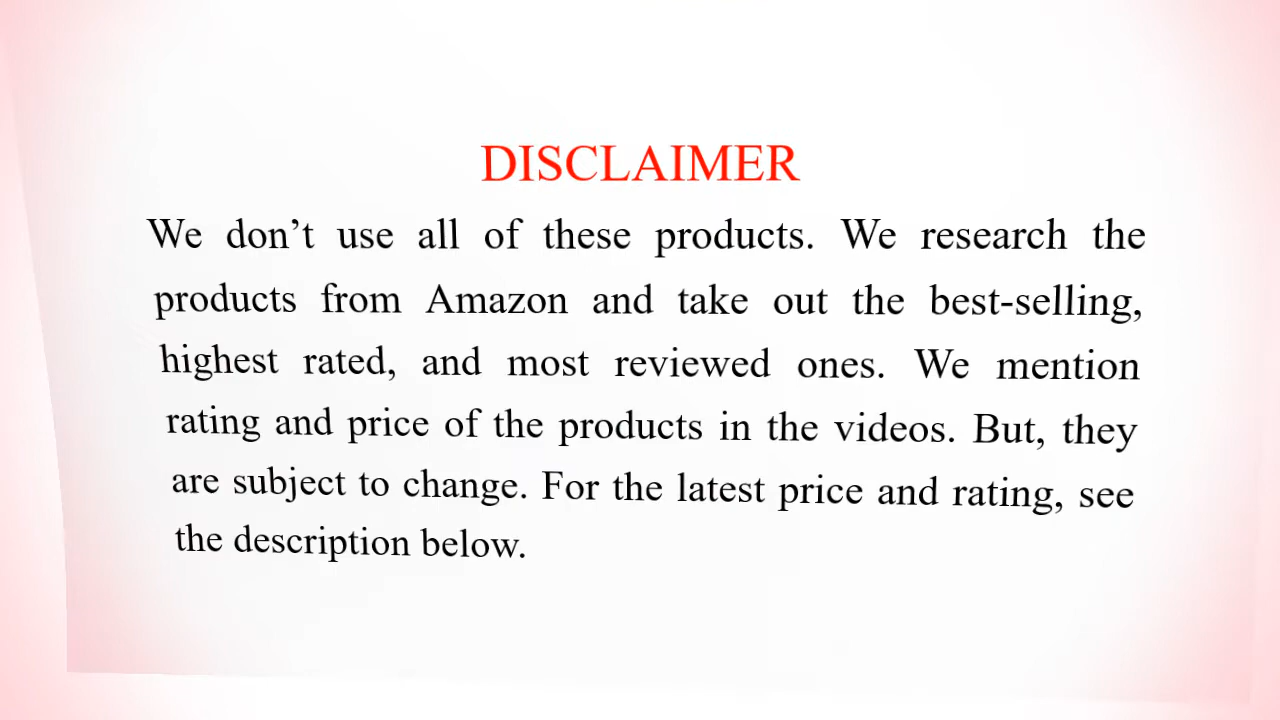 DISCLAIMER
We don’t use all of these products. We research the
products from Amazon and take out the best-selling,
highest rated, and most reviewed ones. We mention
rating and price of the products in the videos. But, they
are subject to change. For the latest price and rating, see
the description below.